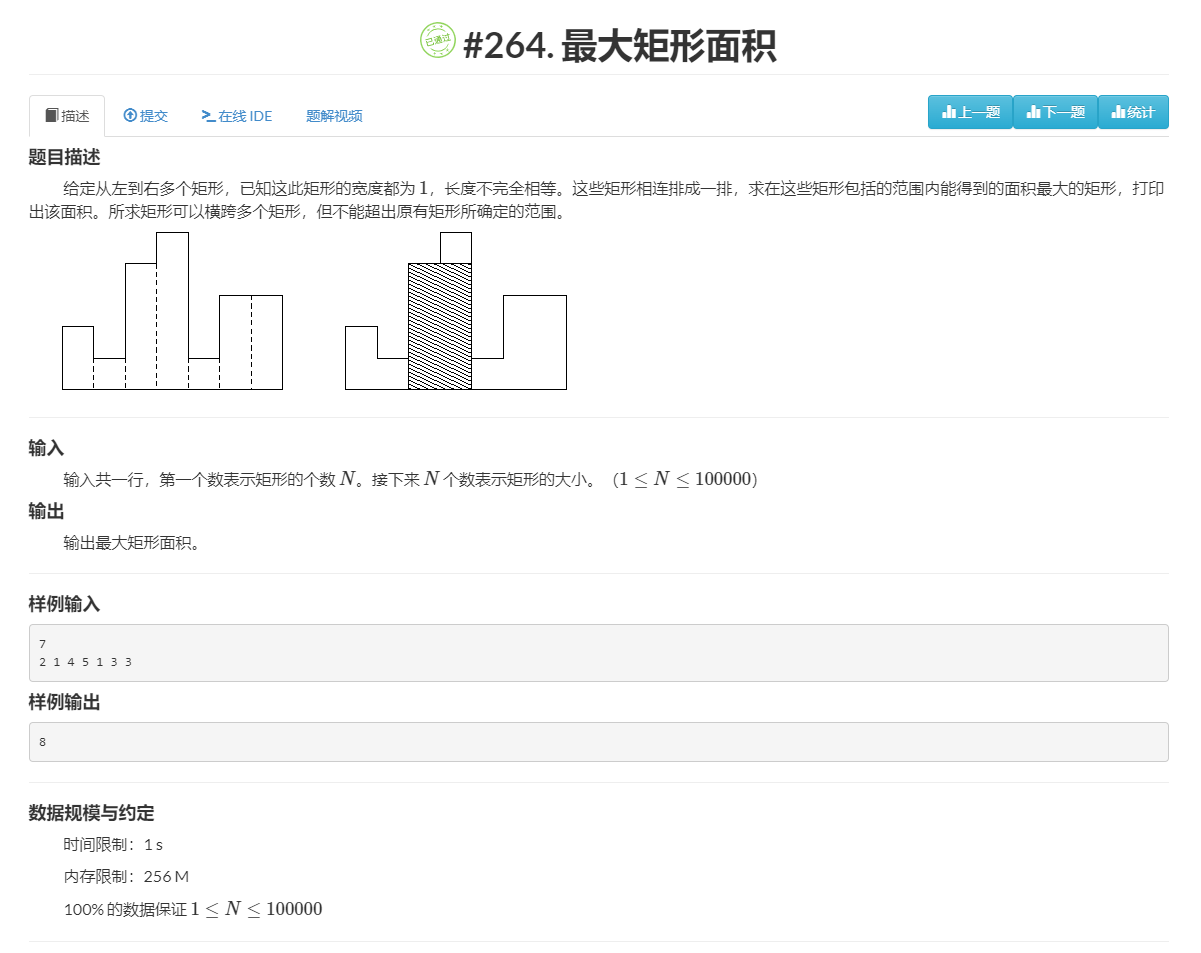 已通过 #264. 最大矩形面积
描述 提交 在线 IDE 题解视频 上一题 下一题 统计
题目描述
给定从左到右多个矩形，已知这此矩形的宽度都为 1，长度不完全相等。这些矩形相连排成一排，求在这些矩形包括的范围内能得到的面积最大的矩形，打印
出该面积。所求矩形可以横跨多个矩形，但不能超出原有矩形所确定的范围。
输入
输入共一行，第一个数表示矩形的个数 N。接下来 N 个数表示矩形的大小。（1 ≤ N ≤ 100000）
输出
输出最大矩形面积。
样例输入
7
2 1 4 5 1 3 3
样例输出
8
数据规模与约定
时间限制：1 s
内存限制：256 M
100% 的数据保证 1 ≤ N ≤ 100000